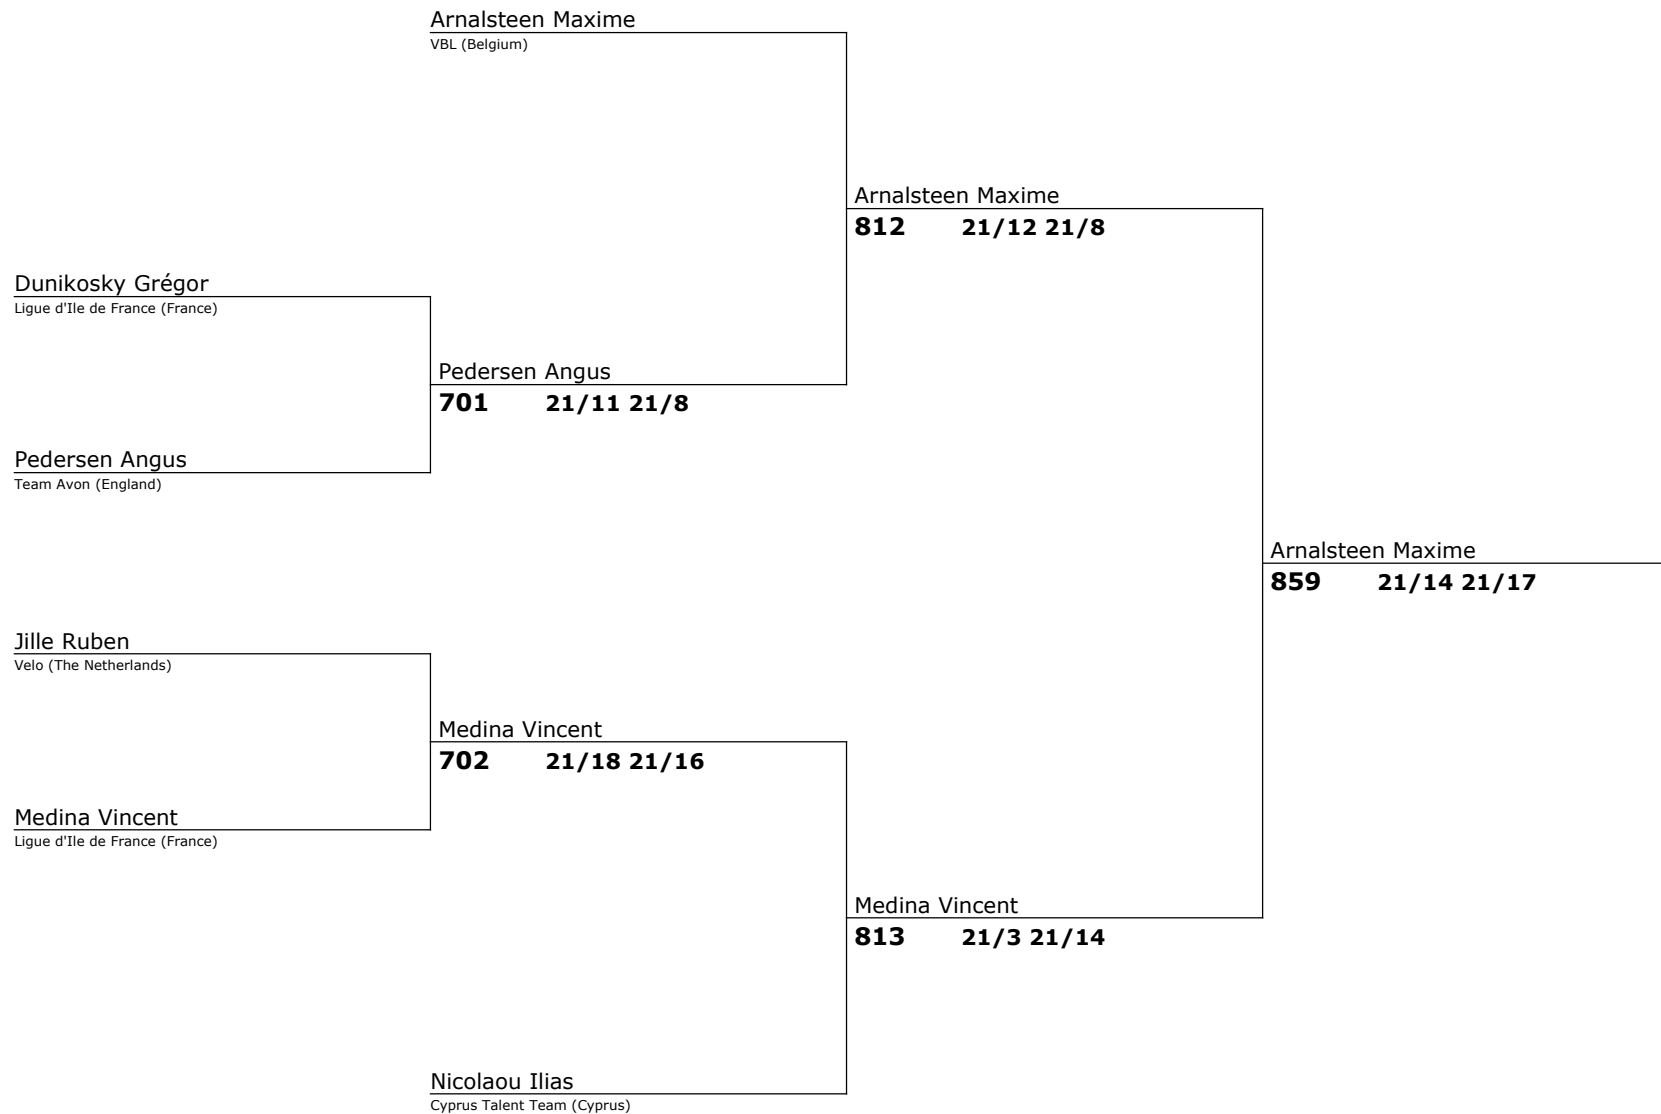 Arnalsteen Maxime
VBL (Belgium)
Arnalsteen Maxime
812 21/12 21/8
Dunikosky Grégor
Ligue d'Ile de France (France)
Pedersen Angus
701 21/11 21/8
Pedersen Angus
Team Avon (England)
Arnalsteen Maxime
859 21/14 21/17
Jille Ruben
Velo (The Netherlands)
Medina Vincent
702 21/18 21/16
Medina Vincent
Ligue d'Ile de France (France)
Medina Vincent
813 21/3 21/14
Nicolaou Ilias
Cyprus Talent Team (Cyprus)